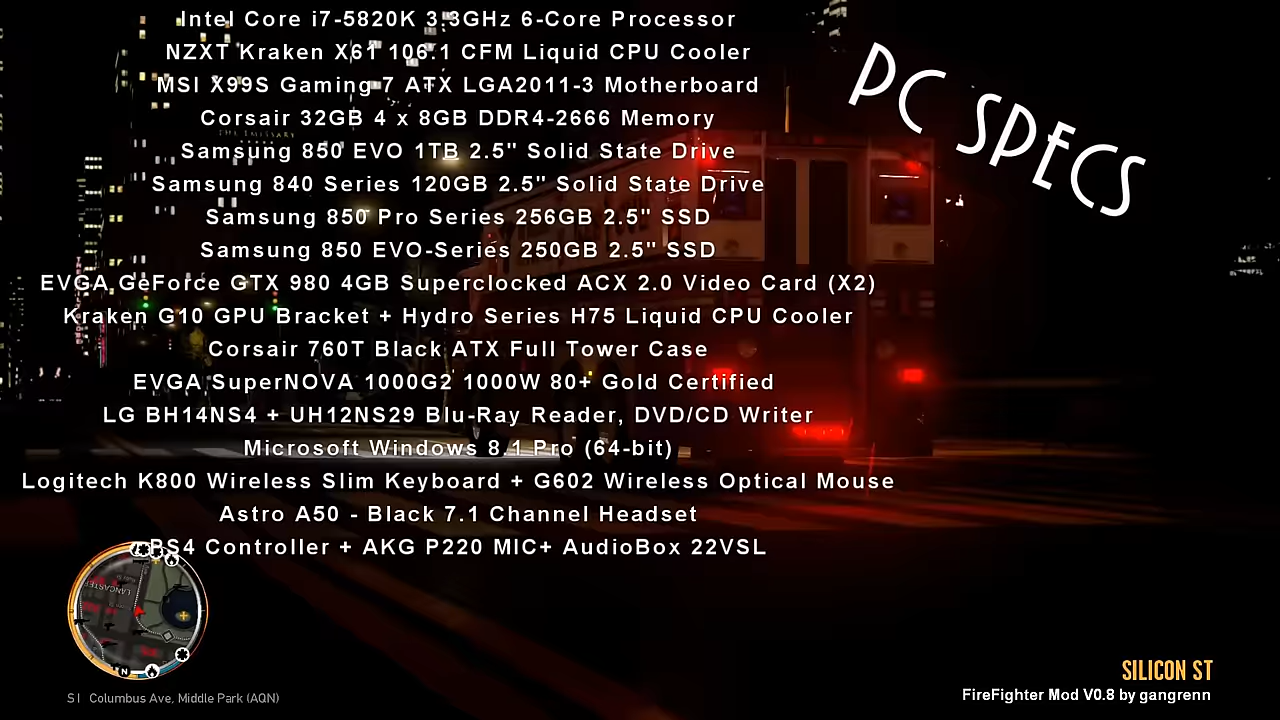 Intel Core i7-5820K 3.3GHz 6-Core Processor
NZXT Kraken X61 106.1 CFM Liquid CPU Cooler
MSI X99S Gaming 7 ATX LGA2011-3 Motherboard
Corsair 32GB 4 x 8GB DDR4-2666 Memory
Samsung 850 EVO 1TB 2.5" Solid State Drive
Samsung 840 Series 120GB 2.5" Solid State Drive
Samsung 850 Pro Series 256GB 2.5" SSD
Samsung 850 EVO-Series 250GB 2.5" SSD
EVGA GeForce GTX 980 4GB Superclocked ACX 2.0 Video Card (X2)
Kraken G10 GPU Bracket + Hydro Series H75 Liquid CPU Cooler
Corsair 760T Black ATX Full Tower Case
EVGA SuperNOVA 1000G2 1000W 80+ Gold Certified
LG BH14NS4 + UH12NS29 Blu-Ray Reader, DVD/CD Writer
Microsoft Windows 8.1 Pro (64-bit)
Logitech K800 Wireless Slim Keyboard + G602 Wireless Optical Mouse
Astro A50 - Black 7.1 Channel Headset
PS4 Controller + AKG P220 MIC+ AudioBox 22VSL
PC SPECS
THE EMISSARY
LANCASTER
N
SI Columbus Ave, Middle Park (AQN)
SILICON ST
FireFighter Mod V0.8 by gangrenn